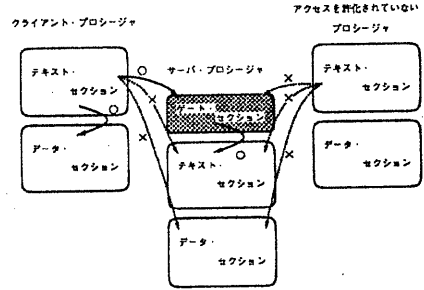 クライアント・プロシージャ
アクセスを許化されていない
プロシージャ
サーバ・プロシージャ
テキスト・
セクション
データ・
セクション
ゲート・
セクション
テキスト・
セクション
データ・
セクション
テキスト・
セクション
データ・
セクション